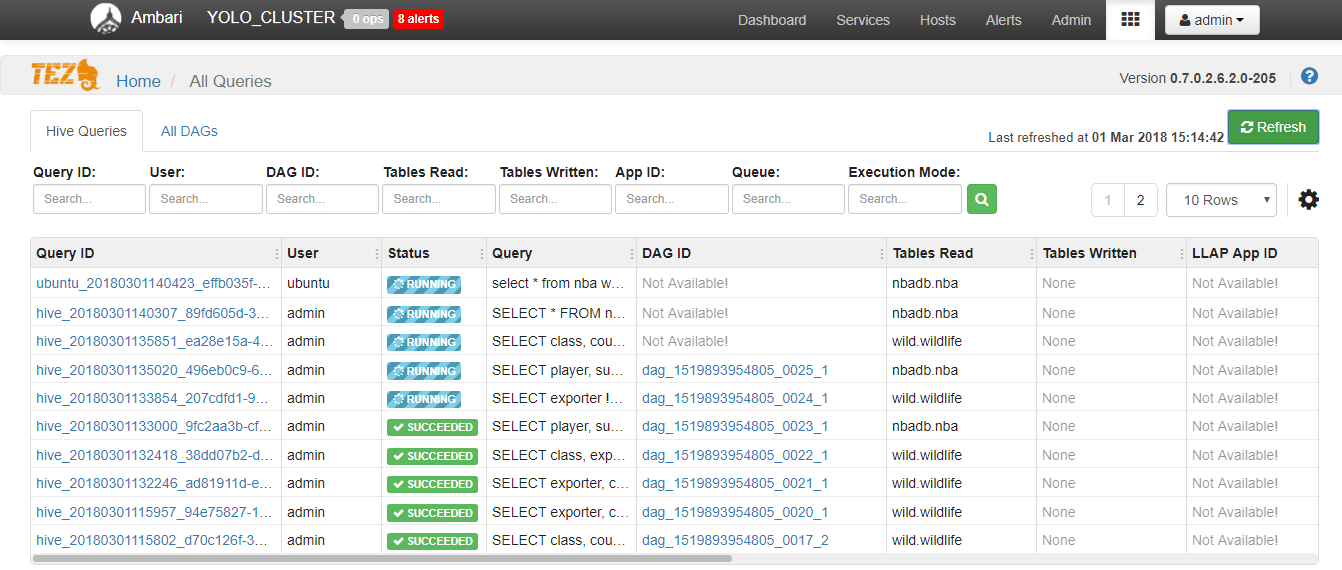 Ambari YOLO_CLUSTER 0 ops 8 alerts Dashboard Services Hosts Alerts Admin admin
TEZ Home / All Queries Version 0.7.0.2.6.2.0-205 ?
Hive Queries All DAGs Last refreshed at 01 Mar 2018 15:14:42 Refresh
Query ID: User: DAG ID: Tables Read: Tables Written: App ID: Queue: Execution Mode:
Search... Search... Search... Search... Search... Search... Search... Search... 1 2 10 Rows
Query ID User Status Query DAG ID Tables Read Tables Written LLAP App ID
ubuntu_20180301140423_effb035f-... ubuntu RUNNING select * from nba w... Not Available! nbadb.nba None Not Available!
hive_20180301140307_89fd605d-3... admin RUNNING SELECT * FROM n... Not Available! nbadb.nba None Not Available!
hive_20180301135851_ea28e15a-4... admin RUNNING SELECT class, cou... Not Available! wild.wildlife None Not Available!
hive_20180301135020_496eb0c9-6... admin RUNNING SELECT player, su... dag_1519893954805_0025_1 nbadb.nba None Not Available!
hive_20180301133854_207cdfd1-9... admin RUNNING SELECT exporter !... dag_1519893954805_0024_1 wild.wildlife None Not Available!
hive_20180301133000_9fc2aa3b-cf... admin SUCCEEDED SELECT player, su... dag_1519893954805_0023_1 nbadb.nba None Not Available!
hive_20180301132418_38dd07b2-d... admin SUCCEEDED SELECT class, exp... dag_1519893954805_0022_1 wild.wildlife None Not Available!
hive_20180301132246_ad81911d-e... admin SUCCEEDED SELECT exporter, c... dag_1519893954805_0021_1 wild.wildlife None Not Available!
hive_20180301115957_94e75827-1... admin SUCCEEDED SELECT exporter, c... dag_1519893954805_0020_1 wild.wildlife None Not Available!
hive_20180301115802_d70c126f-3... admin SUCCEEDED SELECT class, cou... dag_1519893954805_0017_2 wild.wildlife None Not Available!